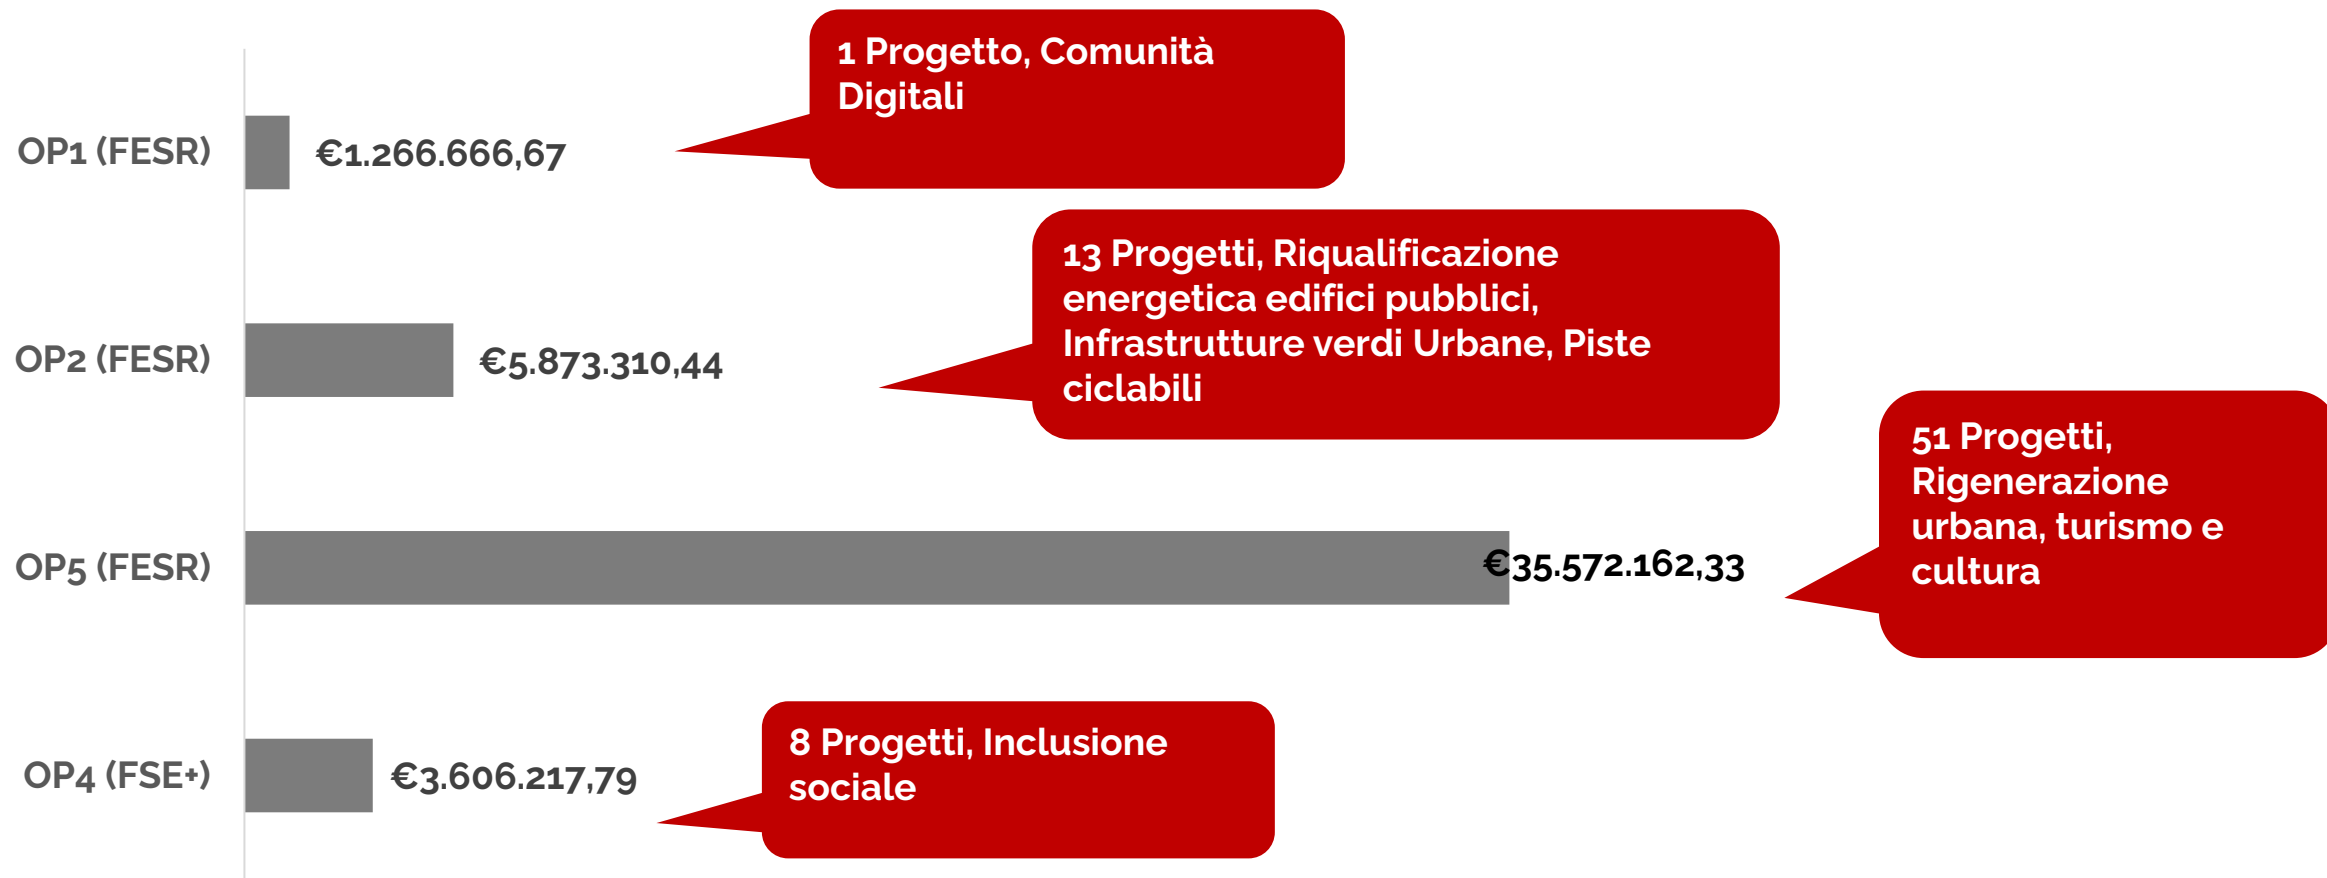 1 Progetto, Comunità
Digitali
OP1 (FESR)
€1.266.666,67
13 Progetti, Riqualificazione
energetica edifici pubblici,
Infrastrutture verdi Urbane, Piste
ciclabili
OP2 (FESR)
€5.873.310,44
51 Progetti,
Rigenerazione
urbana, turismo e
cultura
OP5 (FESR)
€35.572.162,33
8 Progetti, Inclusione
sociale
OP4 (FSE+)
€3.606.217,79